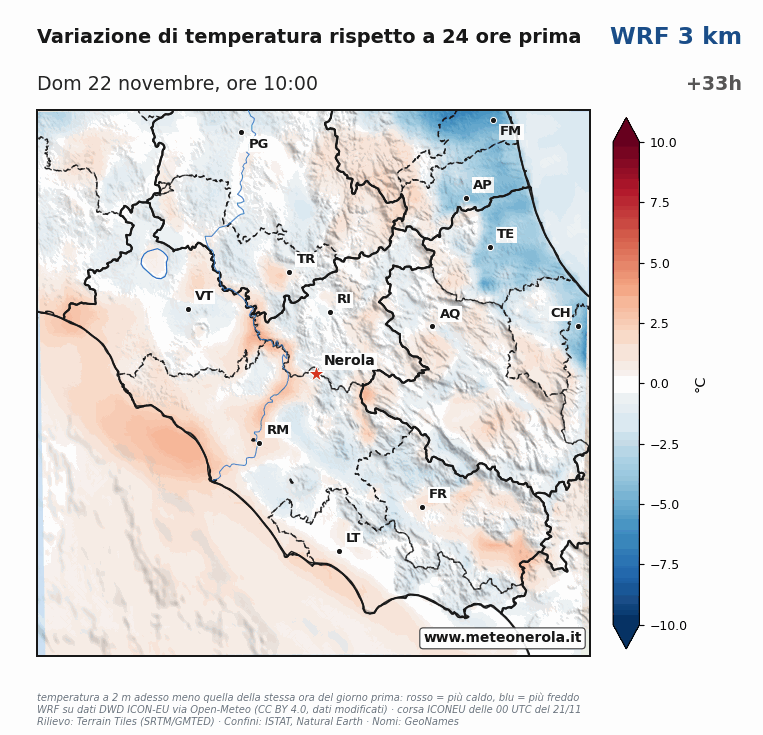 Variazione di temperatura rispetto a 24 ore prima
WRF 3 km
Dom 22 novembre, ore 10:00
+33h
FM
PG
AP
TE
TR
VT
RI
AQ
CH
Nerola
RM
FR
LT
www.meteonerola.it
10.0
7.5
5.0
2.5
0.0
−2.5
−5.0
−7.5
−10.0
°C
temperatura a 2 m adesso meno quella della stessa ora del giorno prima: rosso = più caldo, blu = più freddo
WRF su dati DWD ICON-EU via Open-Meteo (CC BY 4.0, dati modificati) · corsa ICONEU delle 00 UTC del 21/11
Rilievo: Terrain Tiles (SRTM/GMTED) · Confini: ISTAT, Natural Earth · Nomi: GeoNames